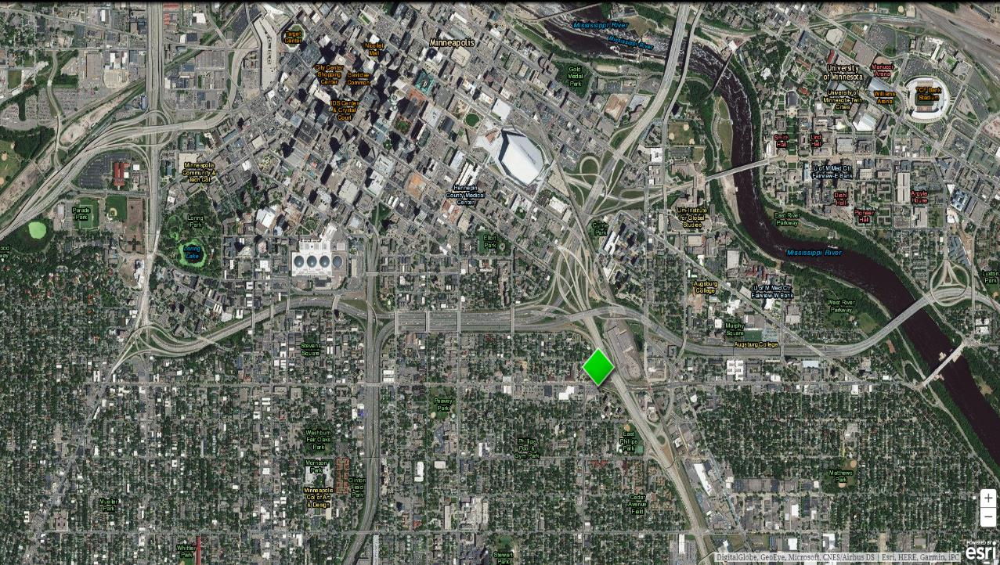 Mississippi River
Mississippi River
Target
Center
Nicollet
Mall
Minneapolis
City Center
Shopping
Center
Gavidae
Common
Gold
Medal
Park
University
of Minnesota
Mariucci
Arena
Williams
Arena
TCF Bank
Stadium
University of
Minnesota-Twin
Cities
IDS Center
& Crystal
Court
Smith
Hall
Lind
Hall
Minneapolis
Community &
Tech Col
Hennepin
County Medical
Center
U of M Med Ctr
Fairview-E Bank
Diehl
Hall
Pioneer
Hall
Argyle
House
Parade
Park
Loring
Park
Um-Institute
for Global
Studies
East River
Parkway
Currie
Park
Elliot
Park
Loring
Lake
Mississippi River
ood
way
Luxton
Park
Augsburg
College
U of M Med Ctr
Fairview-W Bank
West River
Parkway
Murphy
Square
Augsburg College
Stevens
Square
Peavey
Park
Washburn
Fair Oaks
Park
Phillips
Pool &
Gym Park
East
Phillips
Park
Morrison
Park
Minneapolis
Col of Art
& Design
Clinton
Field
Park
Matthews
Park
Mueller
Park
Cedar
Avenue
Field
Whittier
Park
Stewart
Park
+
−
POWERED BY
esri
DigitalGlobe, GeoEye, Microsoft, CNES/Airbus DS | Esri, HERE, Garmin, iPC